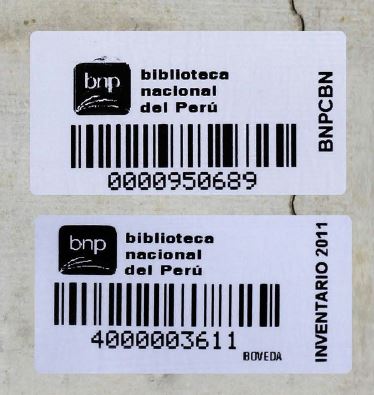 bnp
biblioteca
nacional
del Perú
0000950689
BNPCBN
bnp
biblioteca
nacional
del Perú
4000003611
BOVEDA
INVENTARIO 2011